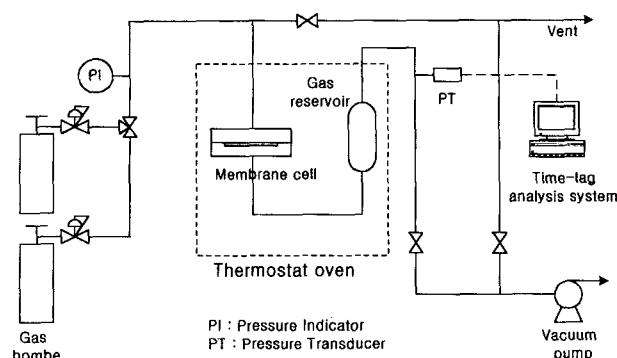 Vent
PI
Gas
reservoir
PT
Membrane cell
Time-tag
analysis system
Thermostat oven
PI : Pressure Indicator
PT : Pressure Transducer
Gas
bombe
Vacuum
pump